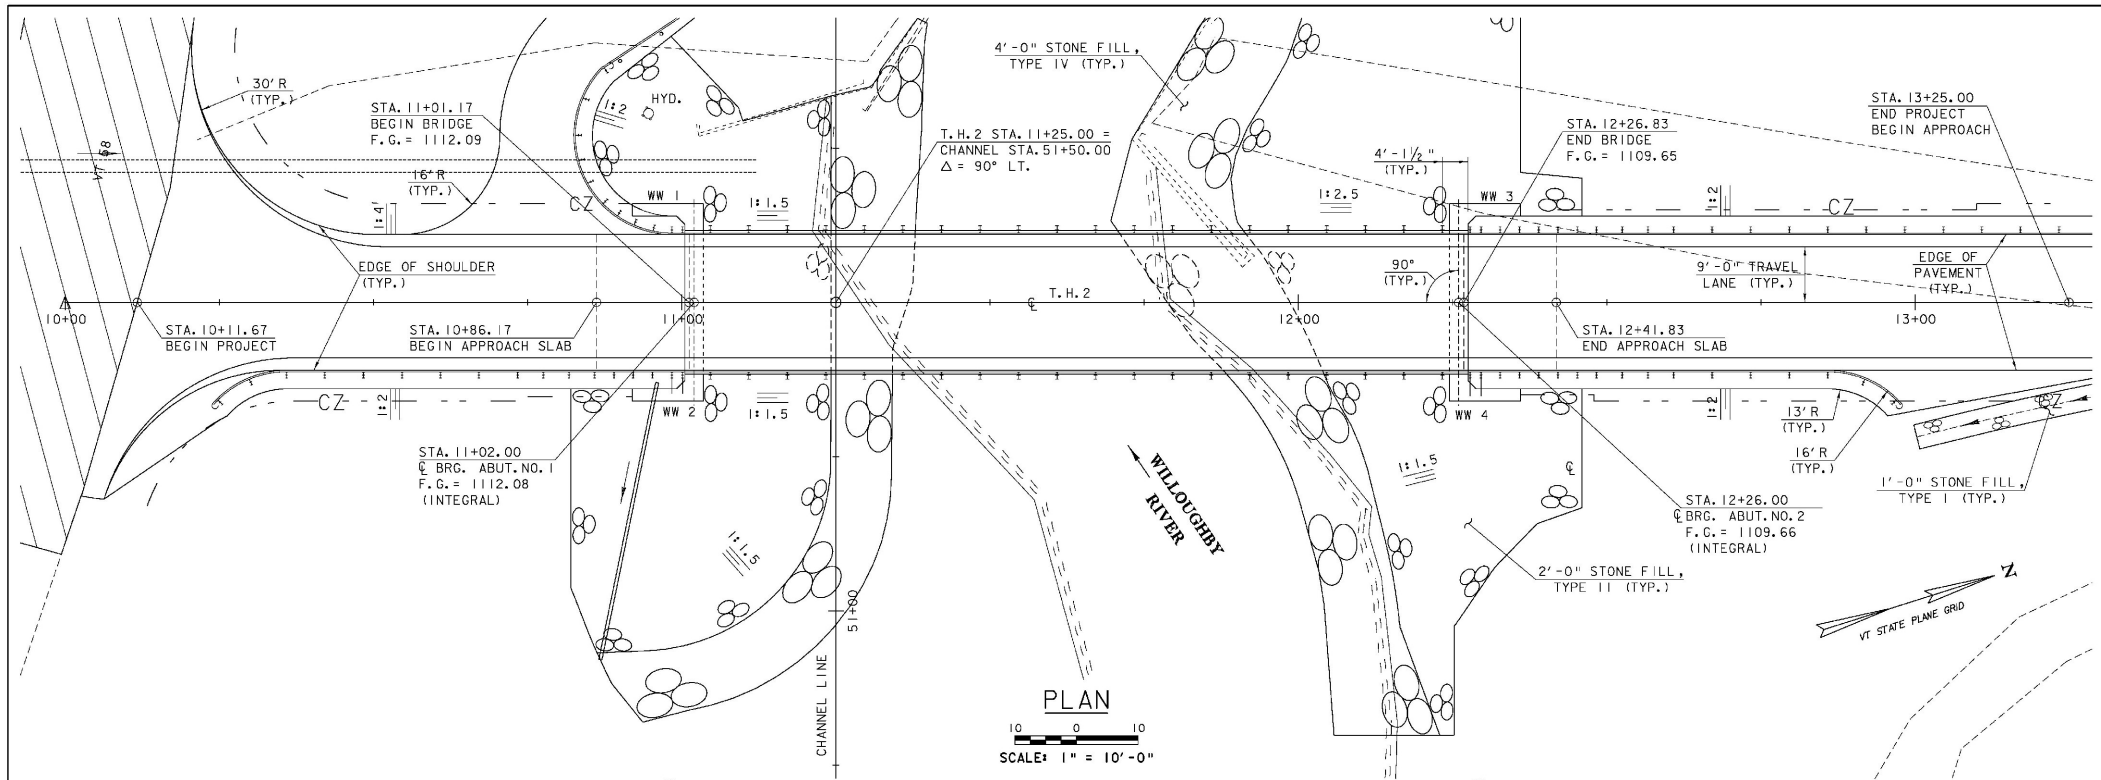 30'R
(TYP.)
VT 58
STA. 11+01.17
BEGIN BRIDGE
F.G.= 1112.09
16'R
(TYP.)
1:4
CZ
1:2
HYD.
WW 1
1:1.5
4'-0" STONE FILL,
TYPE IV (TYP.)
T.H.2 STA.11+25.00 =
CHANNEL STA.51+50.00
Δ = 90° LT.
4'-1½"
(TYP.)
1:2.5
STA. 12+26.83
END BRIDGE
F.G.= 1109.65
WW 3
1:2
CZ
STA. 13+25.00
END PROJECT
BEGIN APPROACH
EDGE OF SHOULDER
(TYP.)
90°
(TYP.)
9'-0" TRAVEL
LANE (TYP.)
EDGE OF
PAVEMENT
(TYP.)
T.H.2
℄
10+00
11+00
12+00
13+00
STA. 10+11.67
BEGIN PROJECT
STA. 10+86.17
BEGIN APPROACH SLAB
STA. 12+41.83
END APPROACH SLAB
CZ
1:2
WW 2
1:1.5
WW 4
1:2
13'R
(TYP.)
16'R
(TYP.)
Z
STA. 11+02.00
℄ BRG. ABUT.NO.1
F.G.= 1112.08
(INTEGRAL)
WILLOUGHBY
RIVER
1:1.5
℄
STA. 12+26.00
℄ BRG. ABUT.NO.2
F.G.= 1109.66
(INTEGRAL)
1'-0" STONE FILL,
TYPE I (TYP.)
1:1.5
2'-0" STONE FILL,
TYPE II (TYP.)
51+00
CHANNEL LINE
N
VT STATE PLANE GRID
PLAN
10 0 10
SCALE: 1" = 10'-0"